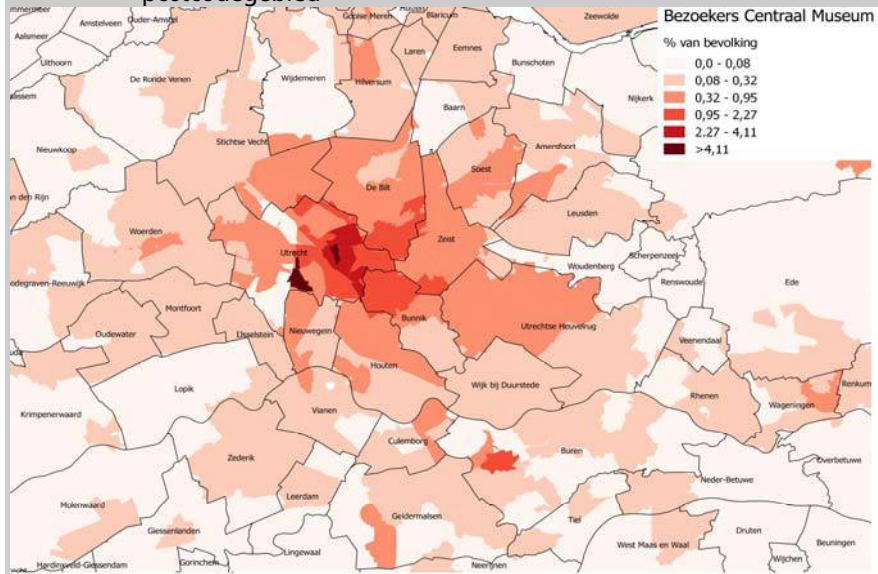 postcodegebied
Bezoekers Centraal Museum
% van bevolking
0,0 - 0,08
0,08 - 0,32
0,32 - 0,95
0,95 - 2,27
2.27 - 4,11
>4,11
Amstelveen
Ouder-Amstel
Gooise Meren
Blaricum
Zeewolde
Aalsmeer
Uithoorn
De Ronde Venen
Wijdemeren
Hilversum
Laren
Eemnes
Bunschoten
Nijkerk
Baarn
Nieuwkoop
Stichtse Vecht
Soest
Amersfoort
De Bilt
Leusden
Woerden
Utrecht
Zeist
Woudenberg
Scherpenzeel
Renswoude
Ede
odegraven-Reeuwijk
Montfoort
Oudewater
IJsselstein
Nieuwegein
Bunnik
Utrechtse Heuvelrug
Veenendaal
Houten
Lopik
Wijk bij Duurstede
Rhenen
Wageningen
Renkum
Krimpenerwaard
Vianen
Culemborg
Zederik
Buren
Overbetuwe
Neder-Betuwe
Leerdam
Molenwaard
Geldermalsen
Giessenlanden
Tiel
West Maas en Waal
Druten
Beuningen
Lingewaal
Hardinxveld-Giessendam
Gorinchem
Neerijnen
Wijchen